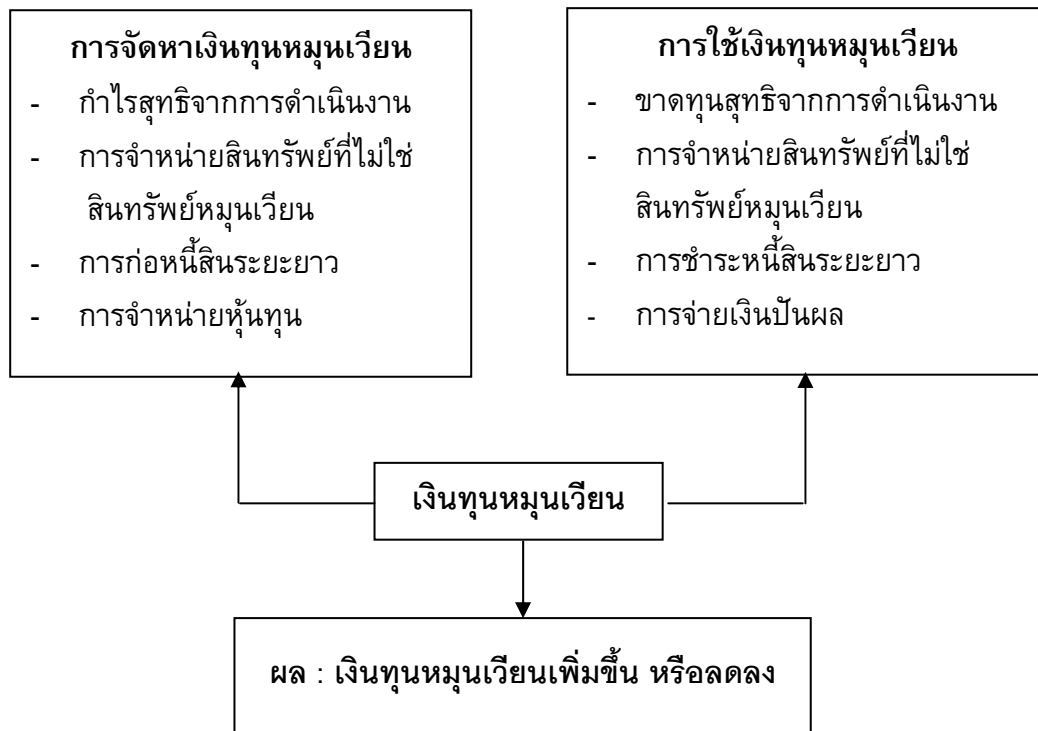 การจัดหาเงินทุนหมุนเวียน
- กำไรสุทธิจากการดำเนินงาน
- การจำหน่ายสินทรัพย์ที่ไม่ใช่
สินทรัพย์หมุนเวียน
- การก่อหนี้สินระยะยาว
- การจำหน่ายหุ้นทุน
การใช้เงินทุนหมุนเวียน
- ขาดทุนสุทธิจากการดำเนินงาน
- การจำหน่ายสินทรัพย์ที่ไม่ใช่
สินทรัพย์หมุนเวียน
- การชำระหนี้สินระยะยาว
- การจ่ายเงินปันผล
เงินทุนหมุนเวียน
ผล : เงินทุนหมุนเวียนเพิ่มขึ้น หรือลดลง